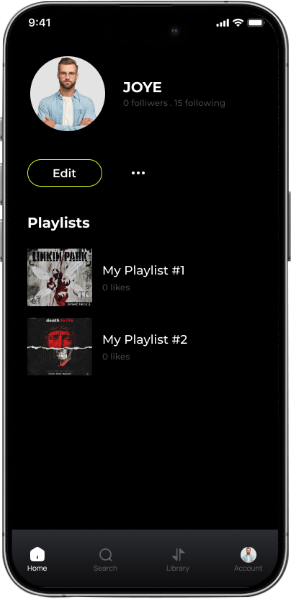 9:41
JOYE
0 folliwers . 15 following
Edit
Playlists
LINKIN PARK
My Playlist #1
0 likes
My Playlist #2
0 likes
Home
Search
Library
Account